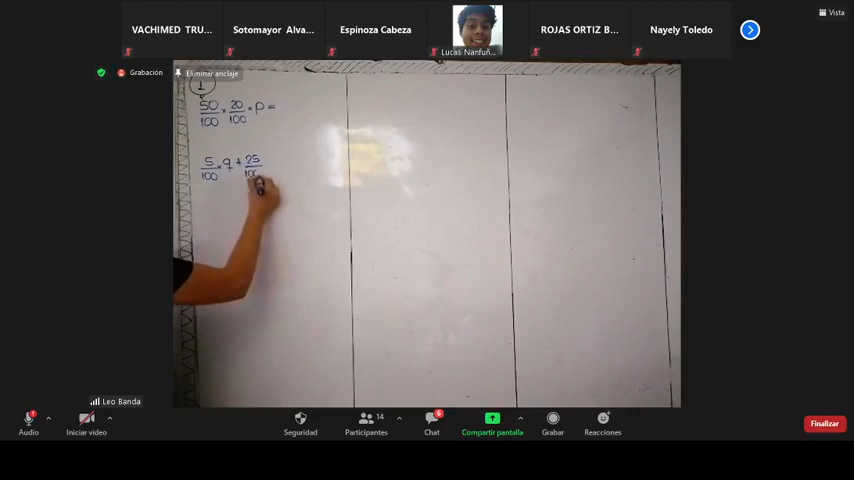 VACHIMED TRU...
Sotomayor Alva...
Espinoza Cabeza
ROJAS ORTIZ B...
Nayely Toledo
Vista
Lucas Nanfuñ...
Grabación
Eliminar anclaje
1
50/100 × 20/100 × P =
5/100 × q + 25/100
Leo Banda
Audio
Iniciar video
Seguridad
Participantes
14
Chat
6
Compartir pantalla
Grabar
Reacciones
Finalizar